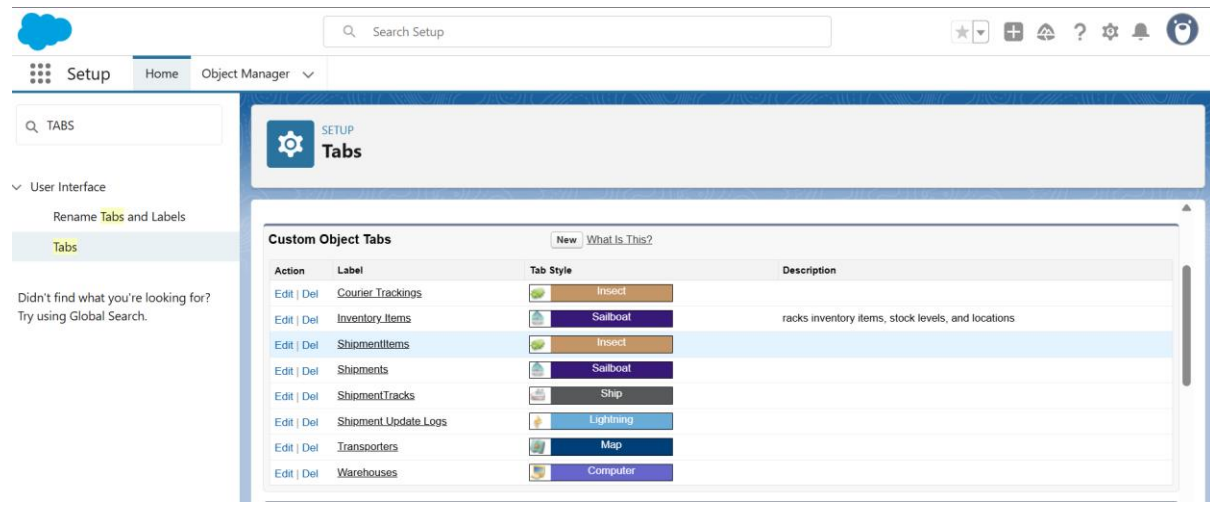 Search Setup
Setup Home Object Manager
TABS
SETUP
Tabs
User Interface
Rename Tabs and Labels
Tabs
Didn't find what you're looking for?
Try using Global Search.
Custom Object Tabs New What Is This?
Action Label Tab Style Description
Edit | Del Courier Trackings Insect
Edit | Del Inventory Items Sailboat racks inventory items, stock levels, and locations
Edit | Del ShipmentItems Insect
Edit | Del Shipments Sailboat
Edit | Del ShipmentTracks Ship
Edit | Del Shipment Update Logs Lightning
Edit | Del Transporters Map
Edit | Del Warehouses Computer